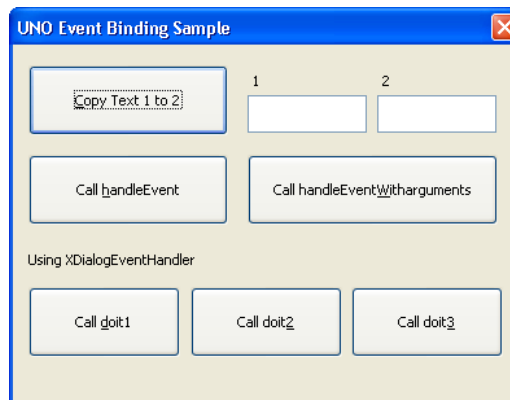 UNO Event Binding Sample
Copy Text 1 to 2
1
2
Call handleEvent
Call handleEventWitharguments
Using XDialogEventHandler
Call doit1
Call doit2
Call doit3